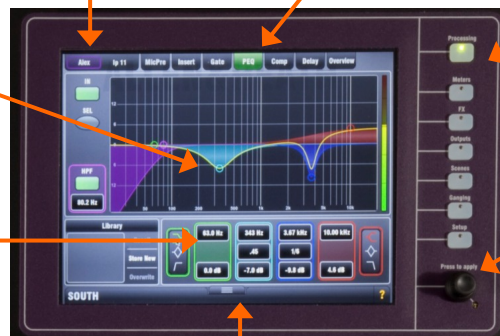 Alex Ip 11 MicPre Insert Gate PEQ Comp Delay Overview
Processing
IN
Meters
SEL
FX
Outputs
HPF
Scenes
80.2 Hz
Library
63.0 Hz 343 Hz 3.67 kHz 10.00 kHz
Ganging
.45 1/6
Store New
Setup
Overwrite
0.0 dB -7.0 dB -9.0 dB 4.0 dB
Press to apply
SOUTH ?